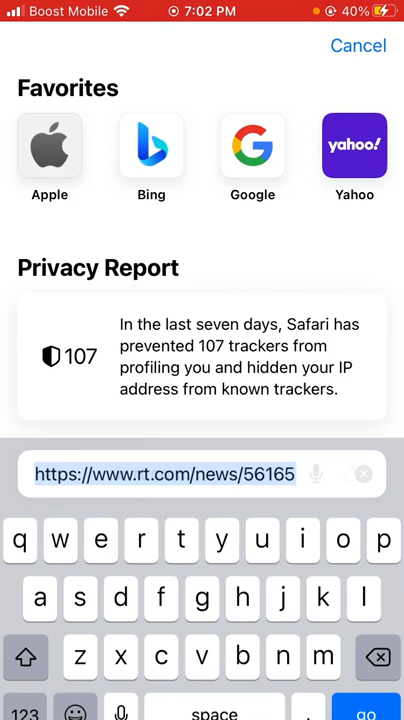 Boost Mobile 7:02 PM 40%
Cancel
Favorites
yahoo!
Apple Bing Google Yahoo
Privacy Report
107
In the last seven days, Safari has
prevented 107 trackers from
profiling you and hidden your IP
address from known trackers.
https://www.rt.com/news/56165
q w e r t y u i o p
a s d f g h j k l
z x c v b n m
123 space . go